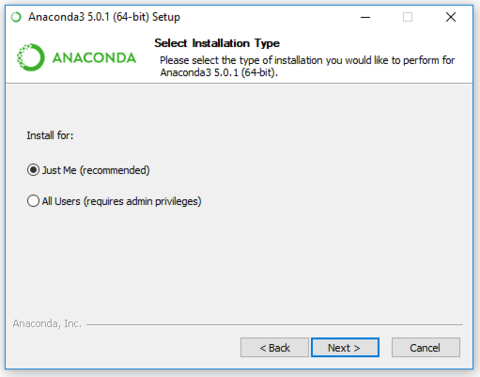 Anaconda3 5.0.1 (64-bit) Setup
ANACONDA
Select Installation Type
Please select the type of installation you would like to perform for
Anaconda3 5.0.1 (64-bit).
Install for:
Just Me (recommended)
All Users (requires admin privileges)
Anaconda, Inc.
< Back
Next >
Cancel